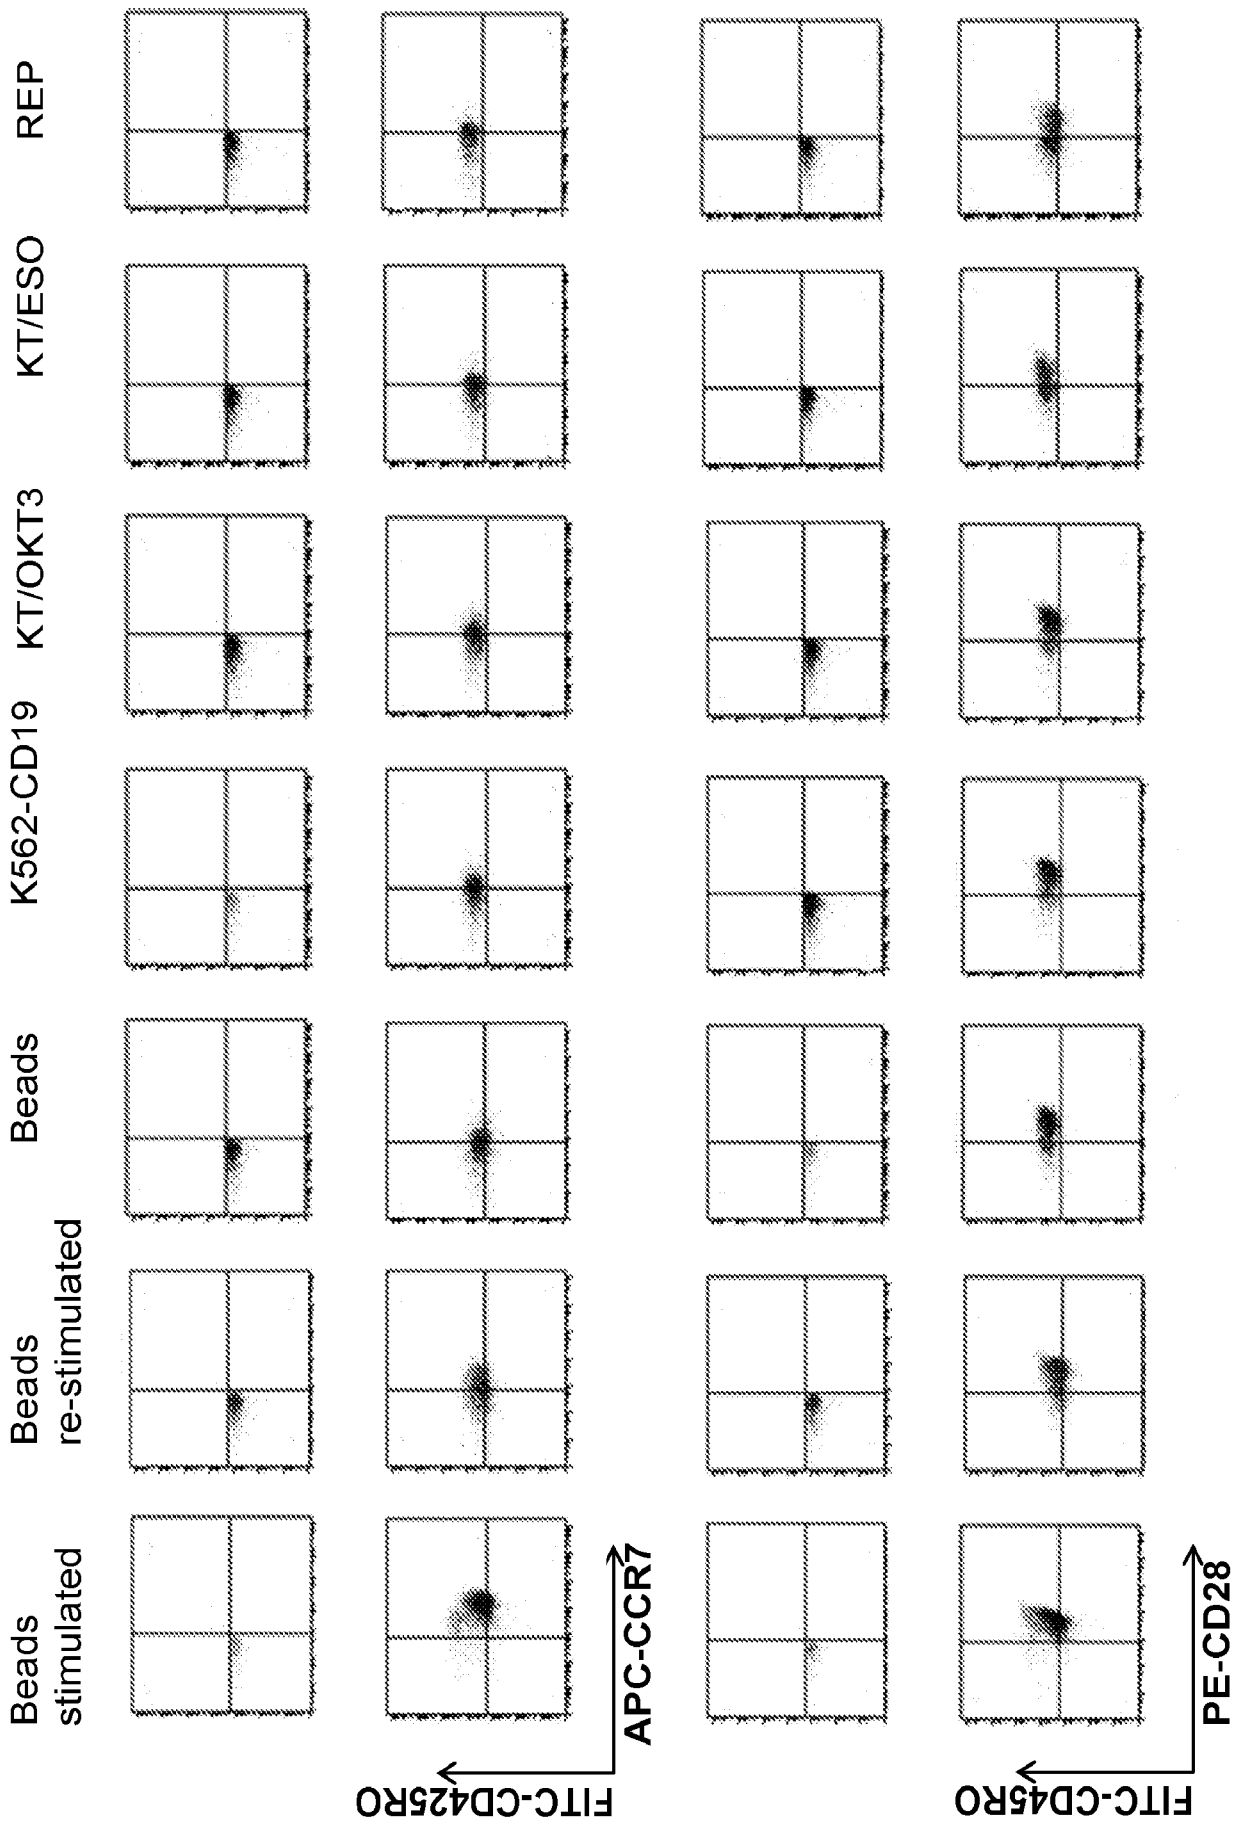 Beads
stimulated
Beads
re-stimulated
Beads
K562-CD19
KT/OKT3
KT/ESO
REP
FITC-CD425RO
APC-CCR7
FITC-CD45RO
PE-CD28